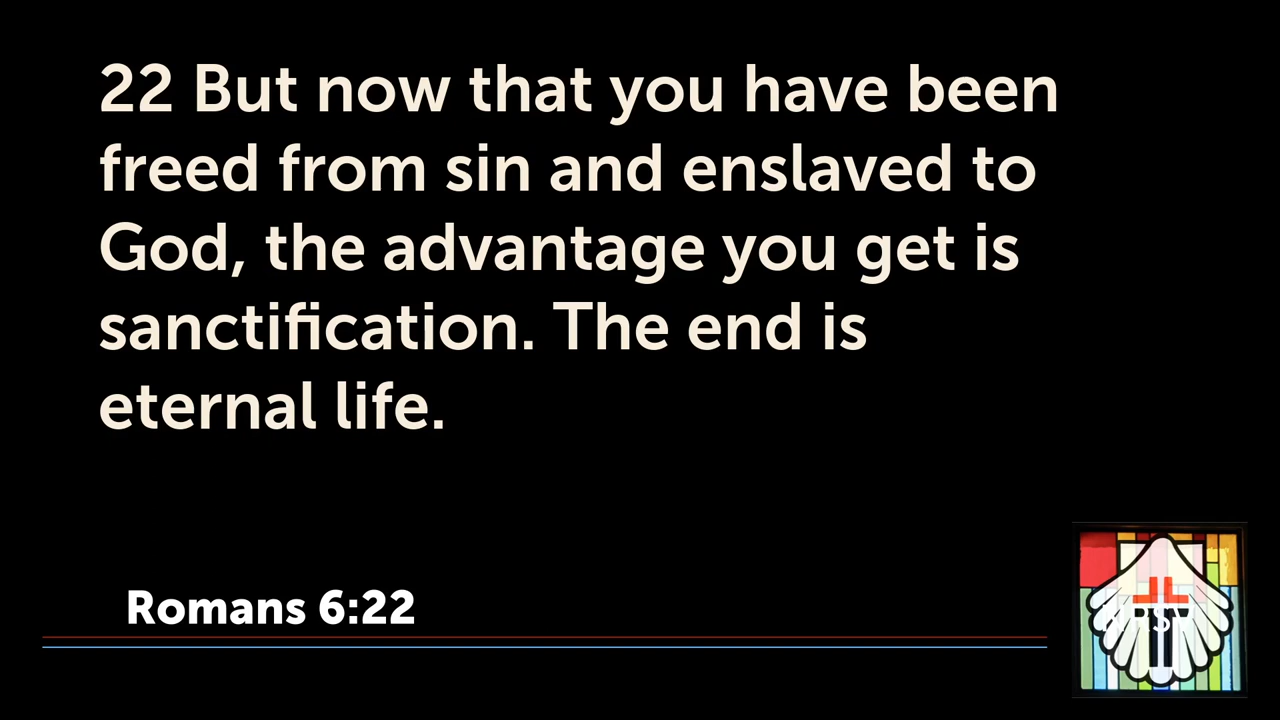 22 But now that you have been
freed from sin and enslaved to
God, the advantage you get is
sanctification. The end is
eternal life.
Romans 6:22
NRSV